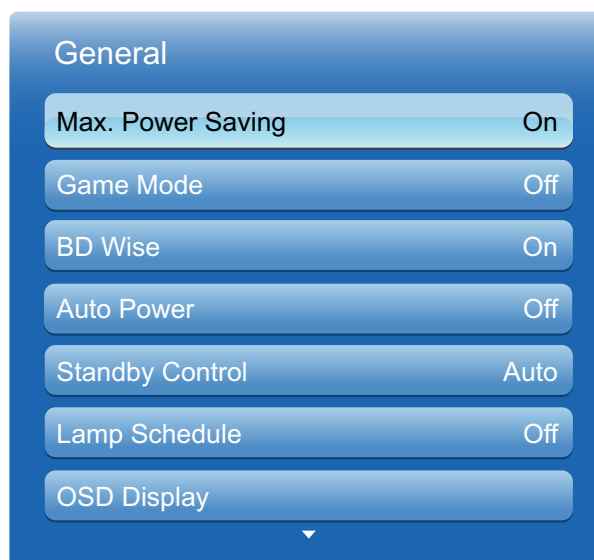 General
Max. Power Saving On
Game Mode Off
BD Wise On
Auto Power Off
Standby Control Auto
Lamp Schedule Off
OSD Display